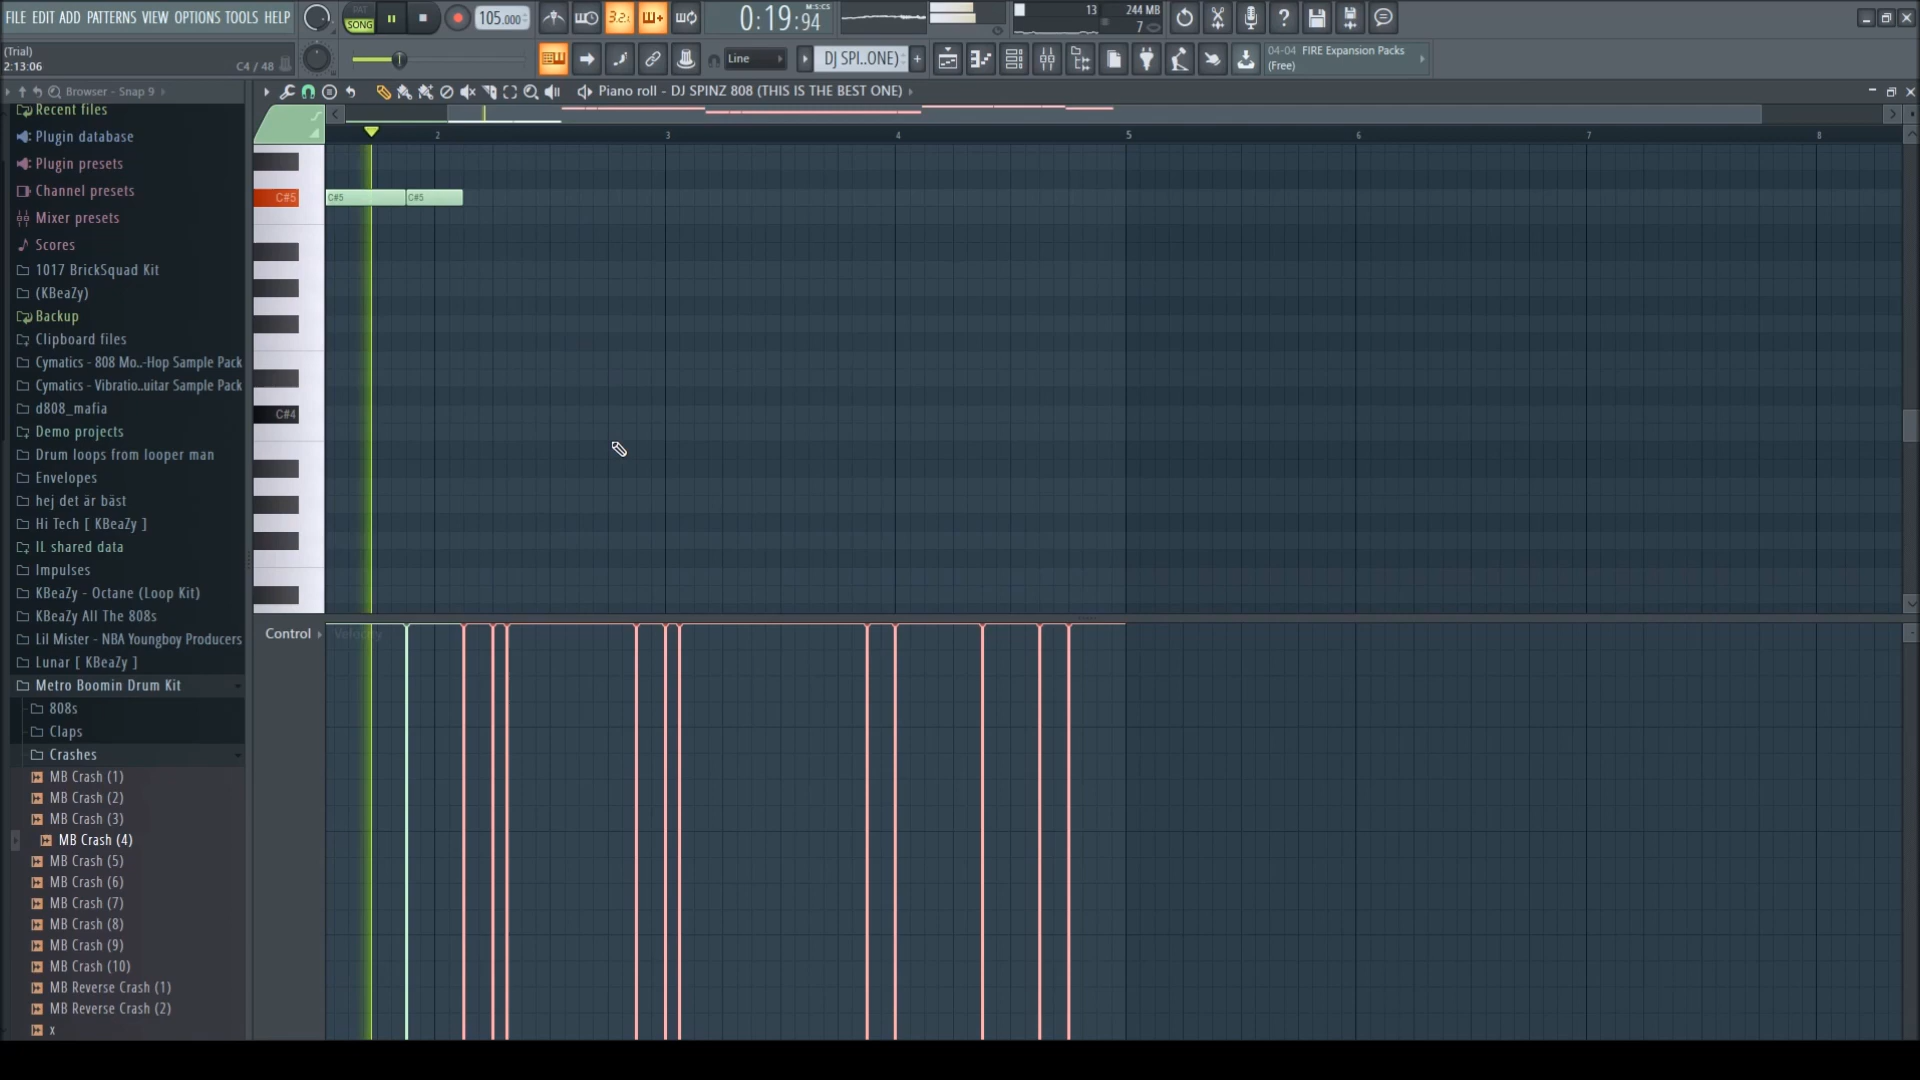 FILE EDIT ADD PATTERNS VIEW OPTIONS TOOLS HELP
PAT
SONG
105.000
3.2:
0:19:94
M:S:CS
13
244 MB
7
(Trial)
2:13:06
C4 / 48
Line
DJ SPI..ONE)
+
04-04 FIRE Expansion Packs
(Free)
Browser - Snap 9
Piano roll - DJ SPINZ 808 (THIS IS THE BEST ONE)
Recent files
Plugin database
Plugin presets
Channel presets
Mixer presets
Scores
1017 BrickSquad Kit
(KBeaZy)
Backup
Clipboard files
Cymatics - 808 Mo..-Hop Sample Pack
Cymatics - Vibratio..uitar Sample Pack
d808_mafia
Demo projects
Drum loops from looper man
Envelopes
hej det är bäst
Hi Tech [ KBeaZy ]
IL shared data
Impulses
KBeaZy - Octane (Loop Kit)
KBeaZy All The 808s
Lil Mister - NBA Youngboy Producers
Lunar [ KBeaZy ]
Metro Boomin Drum Kit
808s
Claps
Crashes
MB Crash (1)
MB Crash (2)
MB Crash (3)
MB Crash (4)
MB Crash (5)
MB Crash (6)
MB Crash (7)
MB Crash (8)
MB Crash (9)
MB Crash (10)
MB Reverse Crash (1)
MB Reverse Crash (2)
x
2 3 4 5 6 7 8
C#5
C#5 C#5
C#4
Control
Velocity